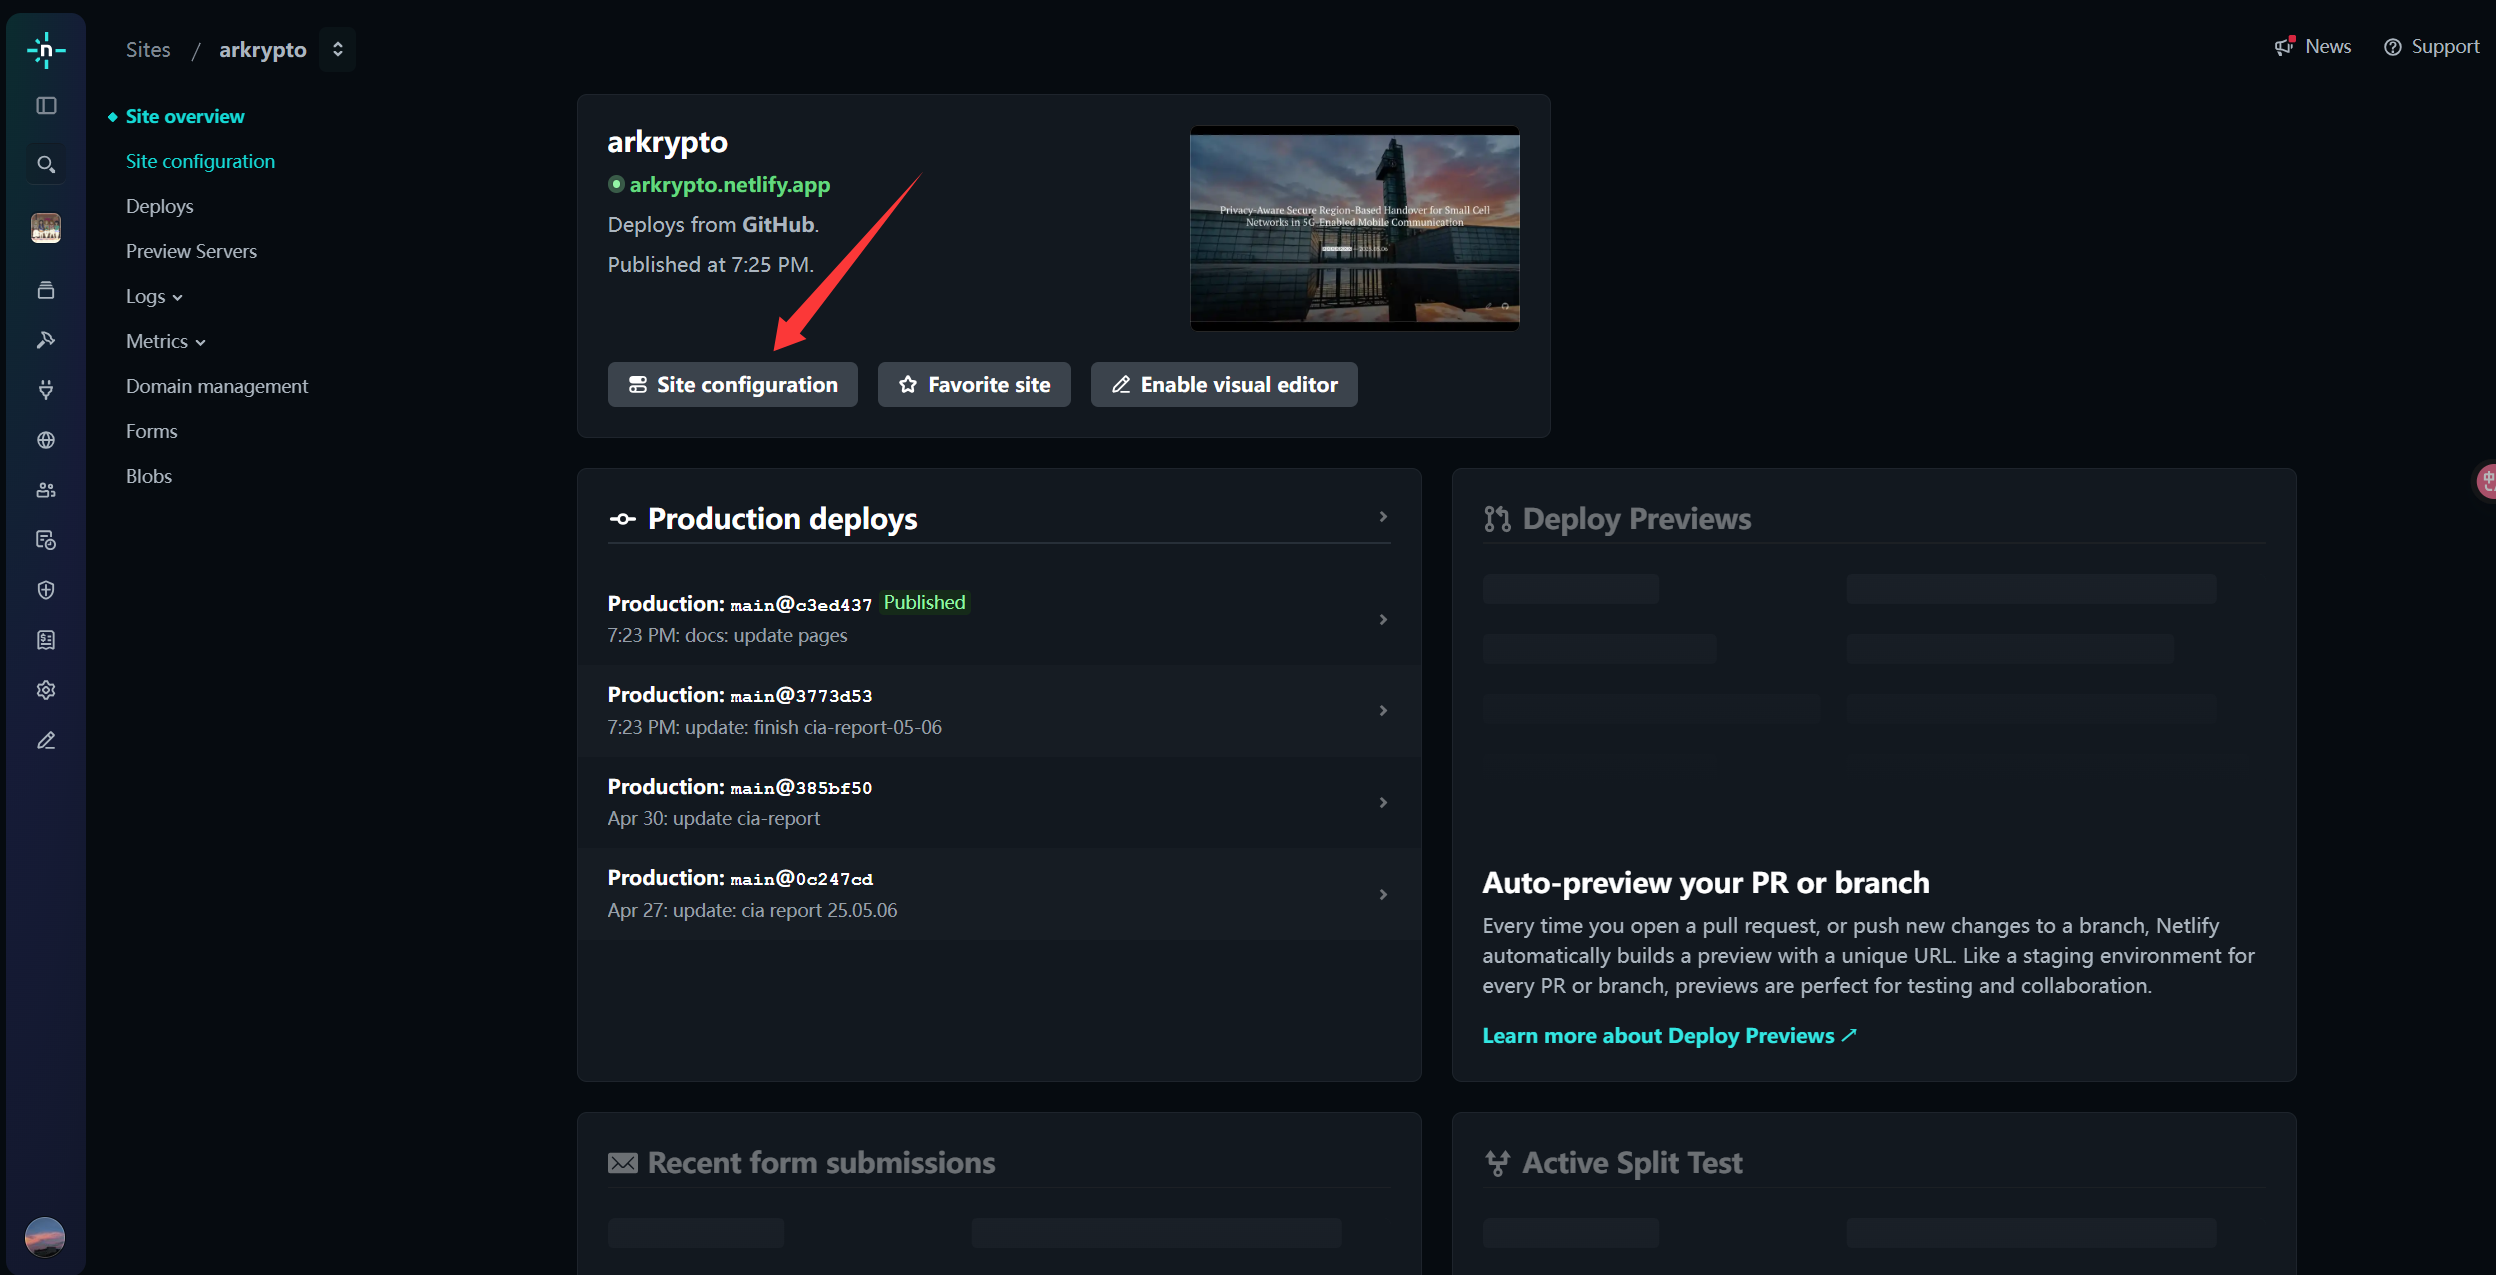 Sites / arkrypto
News
Support
Site overview
Site configuration
Deploys
Preview Servers
Logs
Metrics
Domain management
Forms
Blobs
arkrypto
arkrypto.netlify.app
Deploys from GitHub.
Published at 7:25 PM.
Privacy-Aware Secure Region-Based Handover for Small Cell
Networks in 5G-Enabled Mobile Communication
Site configuration
Favorite site
Enable visual editor
Production deploys
Production: main@c3ed437 Published
7:23 PM: docs: update pages
Production: main@3773d53
7:23 PM: update: finish cia-report-05-06
Production: main@385bf50
Apr 30: update cia-report
Production: main@0c247cd
Apr 27: update: cia report 25.05.06
Deploy Previews
Auto-preview your PR or branch
Every time you open a pull request, or push new changes to a branch, Netlify
automatically builds a preview with a unique URL. Like a staging environment for
every PR or branch, previews are perfect for testing and collaboration.
Learn more about Deploy Previews ↗
Recent form submissions
Active Split Test